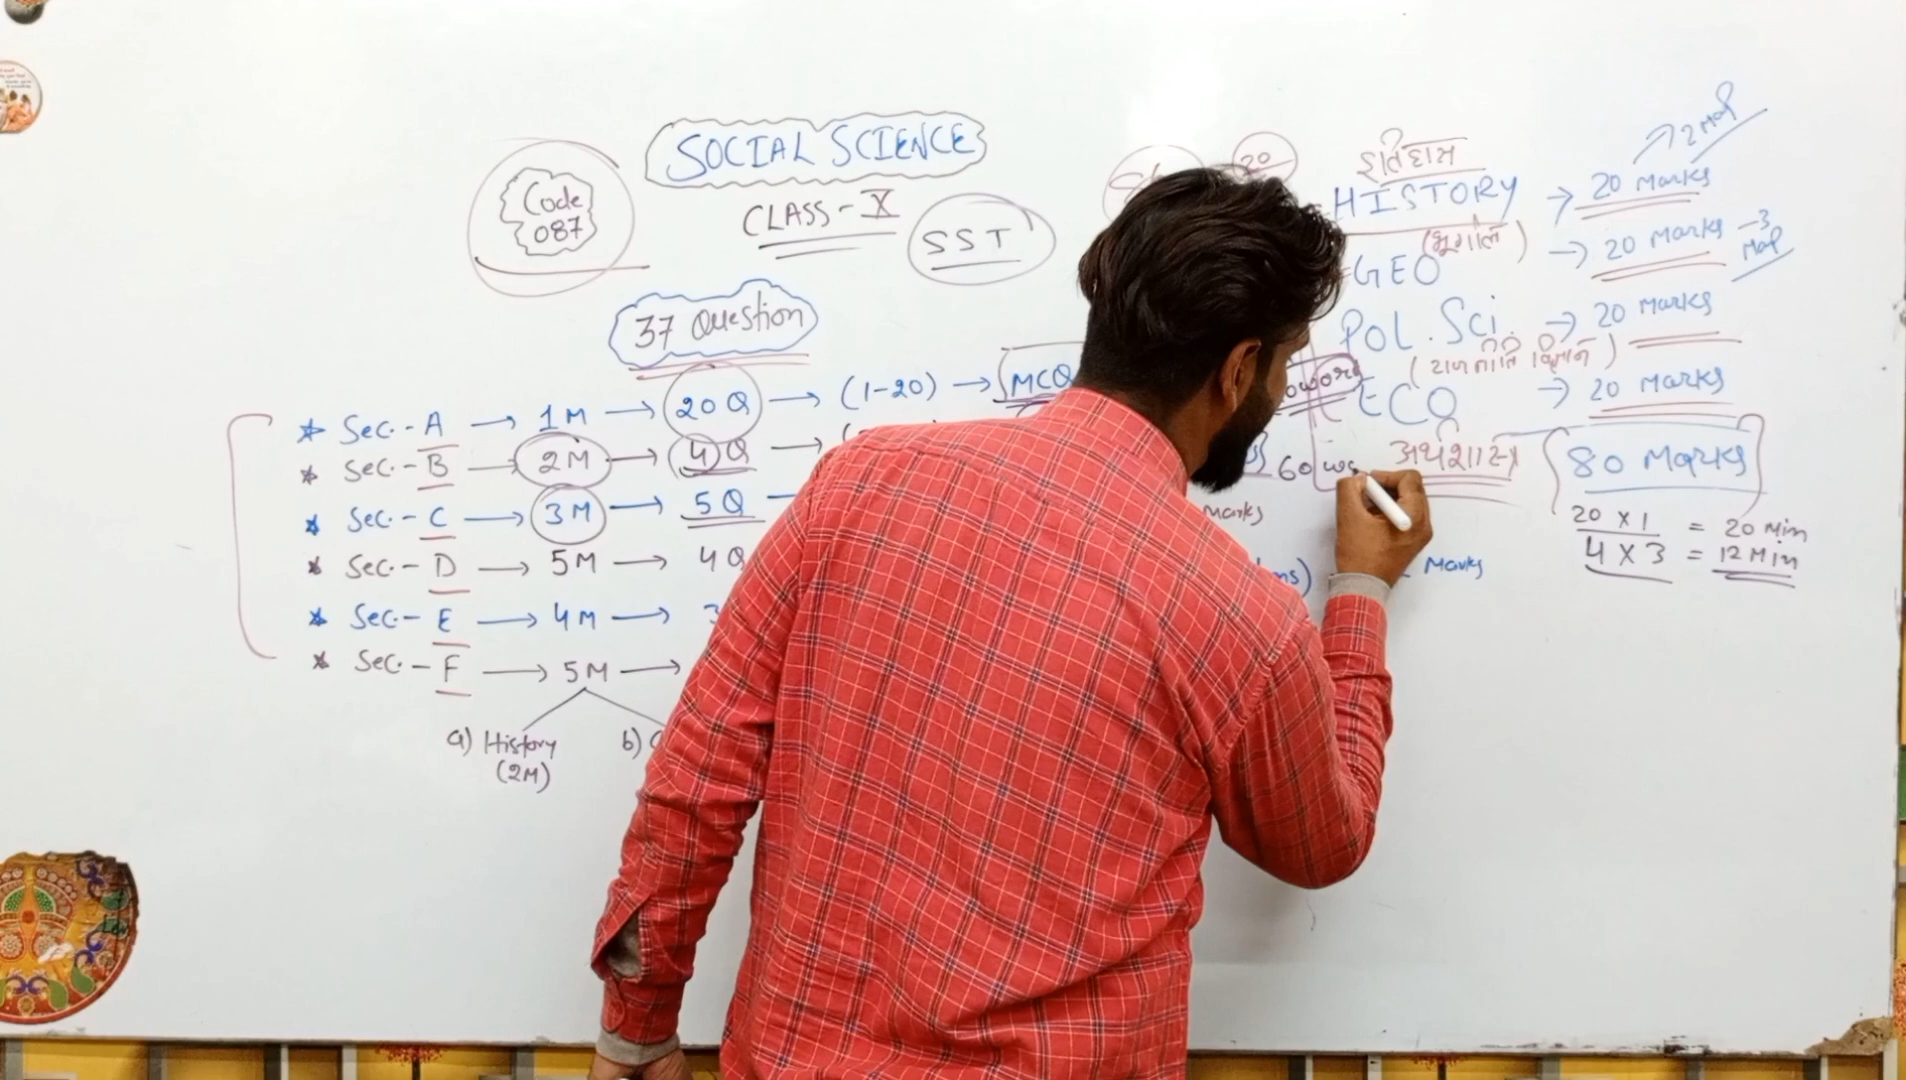 SOCIAL SCIENCE
Code
087
CLASS - X
SST
37 Question
* Sec. - A → 1M → 20 Q → (1-20) → MCQ
* Sec - B → 2M → 4 Q →
* Sec. - C → 3M → 5 Q
* Sec. - D → 5M → 4 Q
* Sec - E → 4M → 3
* Sec. - F → 5M →
a) History
(2M)
b)
20
इतिहास
HISTORY → 20 Marks → 2 Map
(भूगोल)
GEO → 20 Marks - 3 Map
POL. Sci. → 20 Marks
(राजनीति विज्ञान)
ECO → 20 Marks
अर्थशास्त्र
80 Marks
60
Marks
Marks
20 x 1 = 20 Min
4 x 3 = 12 Min